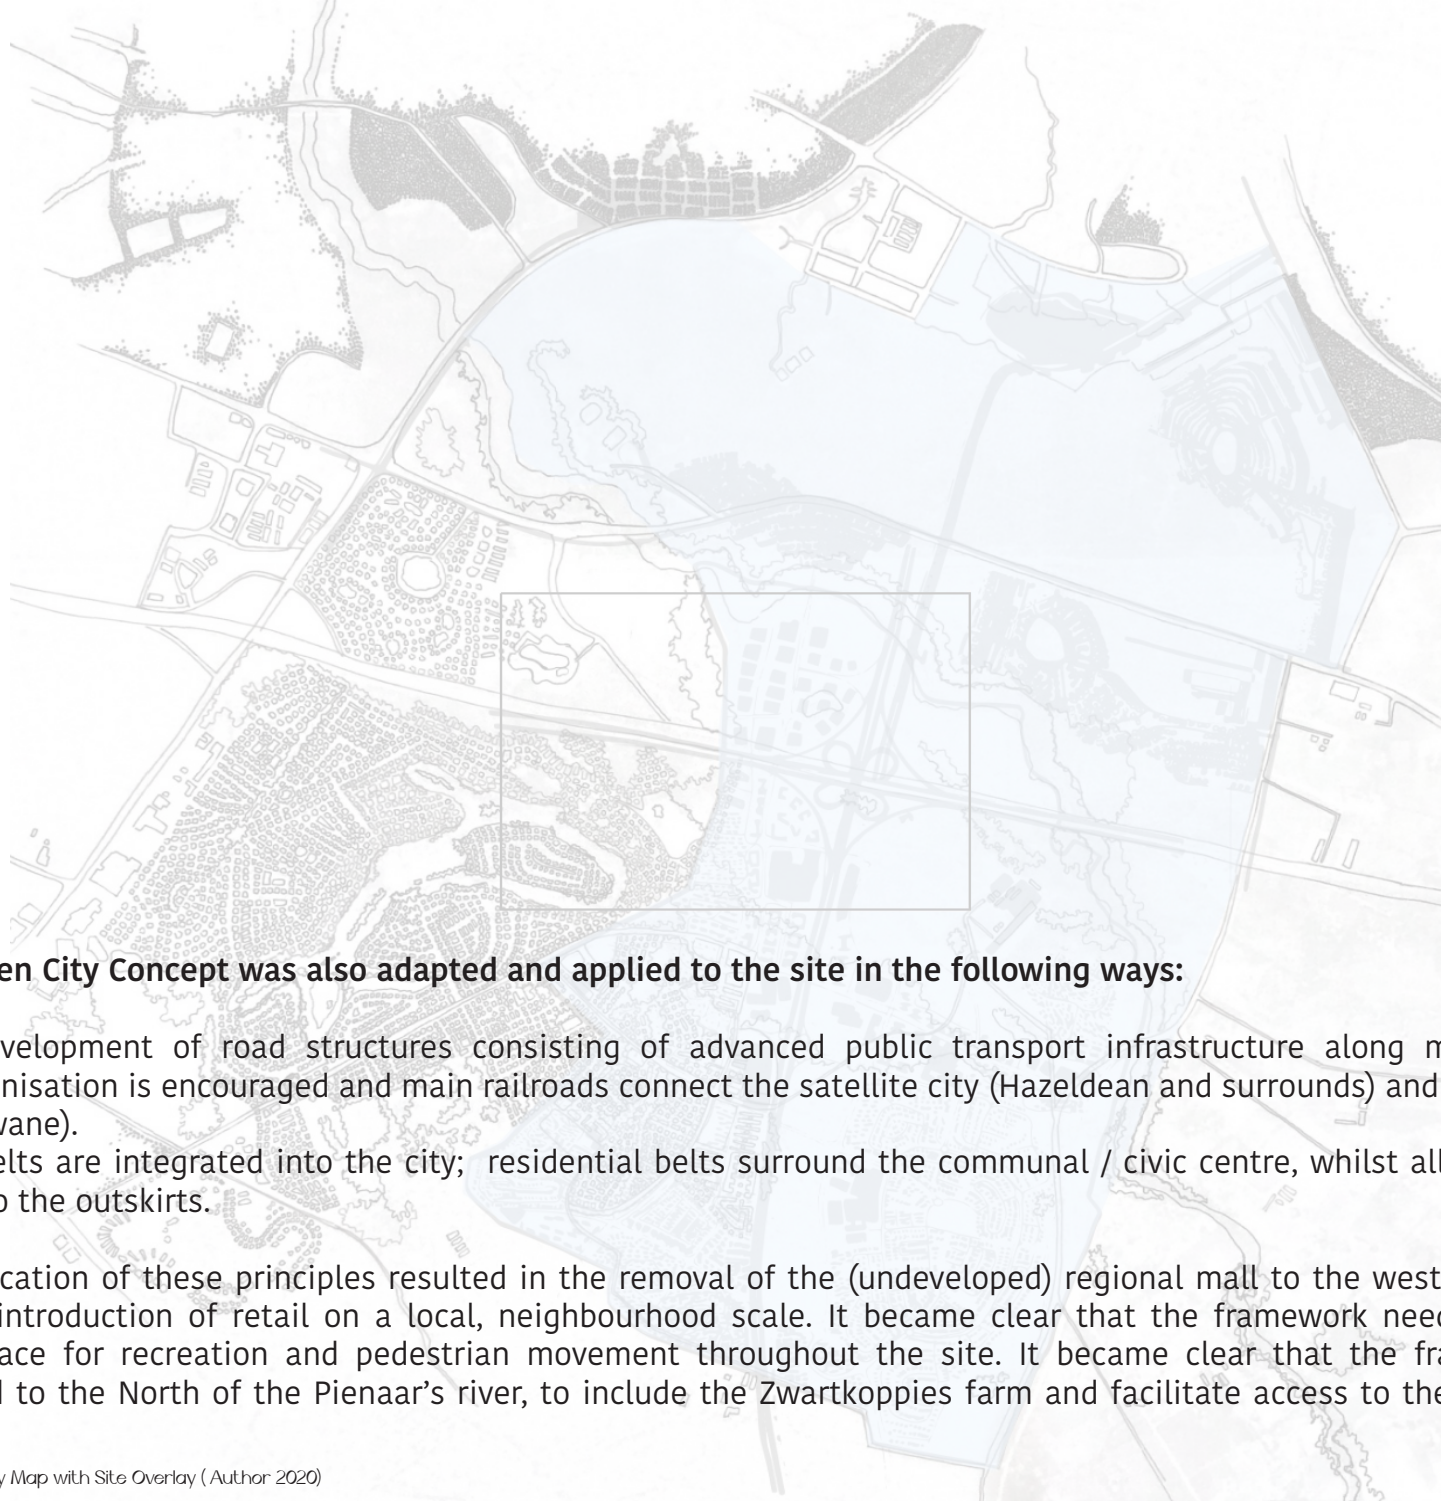 en City Concept was also adapted and applied to the site in the following ways:
velopment of road structures consisting of advanced public transport infrastructure along m
nisation is encouraged and main railroads connect the satellite city (Hazeldean and surrounds) and
wane).
elts are integrated into the city; residential belts surround the communal / civic centre, whilst all
o the outskirts.
cation of these principles resulted in the removal of the (undeveloped) regional mall to the west
introduction of retail on a local, neighbourhood scale. It became clear that the framework need
ace for recreation and pedestrian movement throughout the site. It became clear that the fra
l to the North of the Pienaar’s river, to include the Zwartkoppies farm and facilitate access to the
y Map with Site Overlay ( Author 2020)